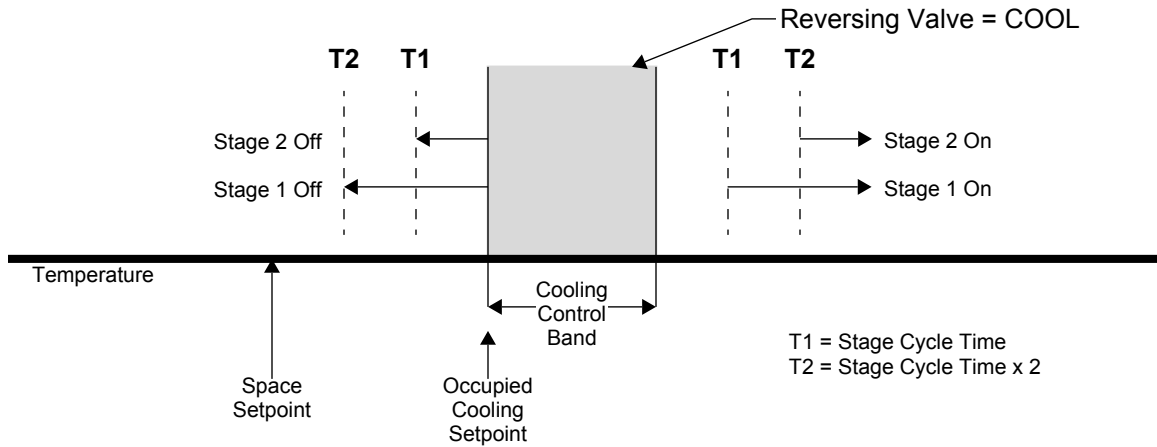 Reversing Valve = COOL
T2 T1 T1 T2
Stage 2 Off Stage 2 On
Stage 1 Off Stage 1 On
Temperature
Cooling
Control
Band
T1 = Stage Cycle Time
T2 = Stage Cycle Time x 2
Space
Setpoint
Occupied
Cooling
Setpoint